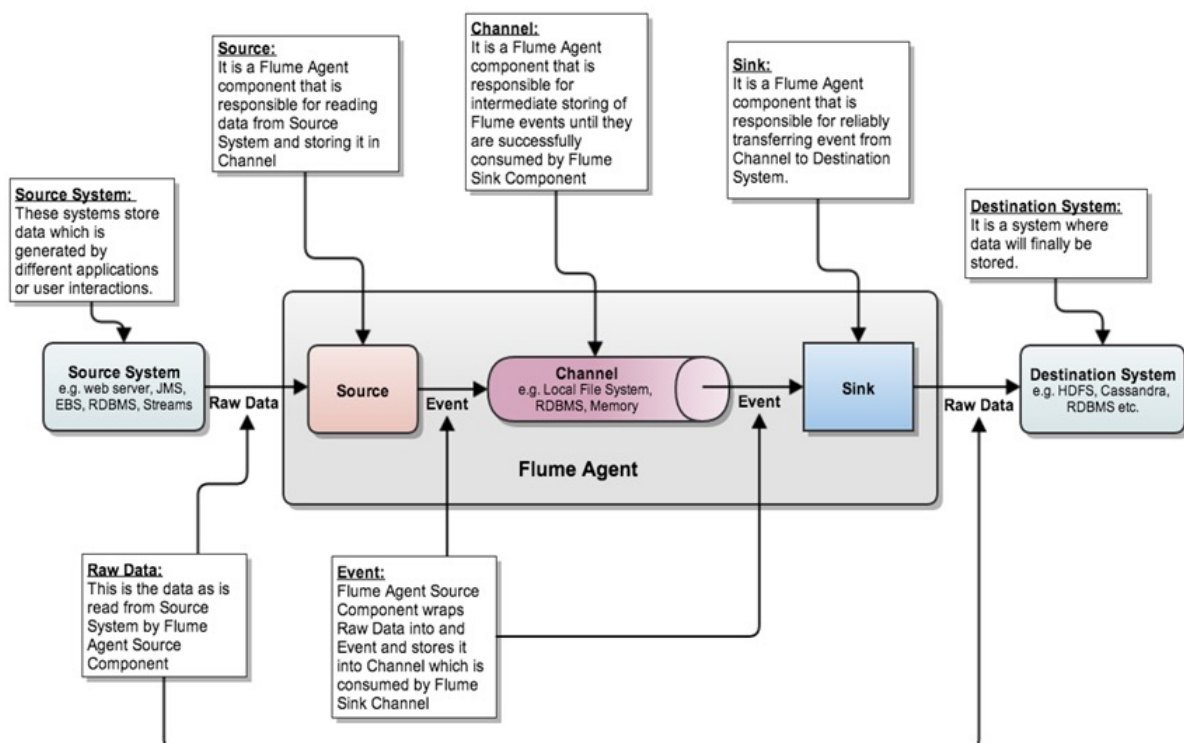 Source:
It is a Flume Agent
component that is
responsible for reading
data from Source
System and storing it in
Channel
Channel:
It is a Flume Agent
component that is
responsible for
intermediate storing of
Flume events until they
are successfully
consumed by Flume
Sink Component
Sink:
It is a Flume Agent
component that is
responsible for reliably
transferring event from
Channel to Destination
System.
Source System:
These systems store
data which is
generated by
different applications
or user interactions.
Destination System:
It is a system where
data will finally be
stored.
Source System
e.g. web server, JMS,
EBS, RDBMS, Streams
Raw Data
Source
Event
Channel
e.g. Local File System,
RDBMS, Memory
Event
Sink
Raw Data
Destination System
e.g. HDFS, Cassandra,
RDBMS etc.
Flume Agent
Raw Data:
This is the data as is
read from Source
System by Flume
Agent Source
Component
Event:
Flume Agent Source
Component wraps
Raw Data into and
Event and stores it
into Channel which is
consumed by Flume
Sink Channel